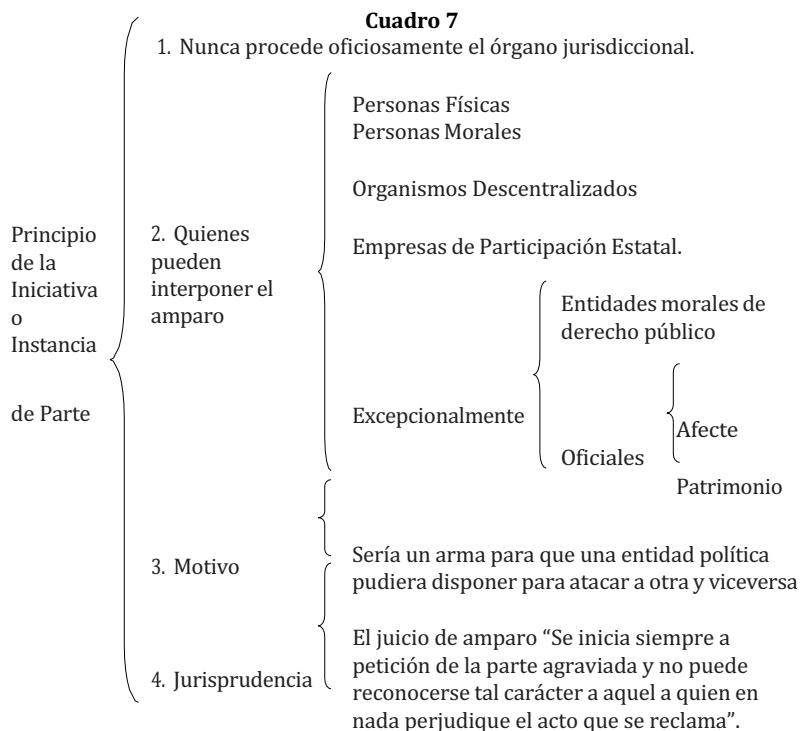 Cuadro 7
1. Nunca procede oficiosamente el órgano jurisdiccional.
Principio
de la
Iniciativa
o
Instancia
de Parte
2. Quienes
pueden
interponer el
amparo
Personas Físicas
Personas Morales
Organismos Descentralizados
Empresas de Participación Estatal.
Excepcionalmente
Entidades morales de
derecho público
Oficiales
Afecte
Patrimonio
3. Motivo
Sería un arma para que una entidad política
pudiera disponer para atacar a otra y viceversa
4. Jurisprudencia
El juicio de amparo “Se inicia siempre a
petición de la parte agraviada y no puede
reconocerse tal carácter a aquel a quien en
nada perjudique el acto que se reclama”.